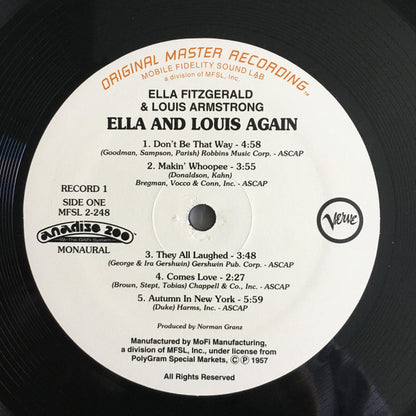 ORIGINAL MASTER RECORDING™
MOBILE FIDELITY SOUND LAB
a division of MFSL, Inc.
ELLA FITZGERALD
& LOUIS ARMSTRONG
ELLA AND LOUIS AGAIN
1. Don't Be That Way - 4:58
(Goodman, Sampson, Parish) Robbins Music Corp. - ASCAP
2. Makin' Whoopee - 3:55
(Donaldson, Kahn)
Bregman, Vocco & Conn, Inc. - ASCAP
RECORD 1
SIDE ONE
MFSL 2-248
anadisq 200™
MONAURAL
Verve
3. They All Laughed - 3:48
(George & Ira Gershwin) Gershwin Pub. Corp. - ASCAP
4. Comes Love - 2:27
(Brown, Stept, Tobias) Chappell & Co., Inc. - ASCAP
5. Autumn In New York - 5:59
(Duke) Harms, Inc. - ASCAP
Produced by Norman Granz
Manufactured by MoFi Manufacturing,
a division of MFSL, Inc., under license from
PolyGram Special Markets, Ⓒ Ⓟ 1957
All Rights Reserved